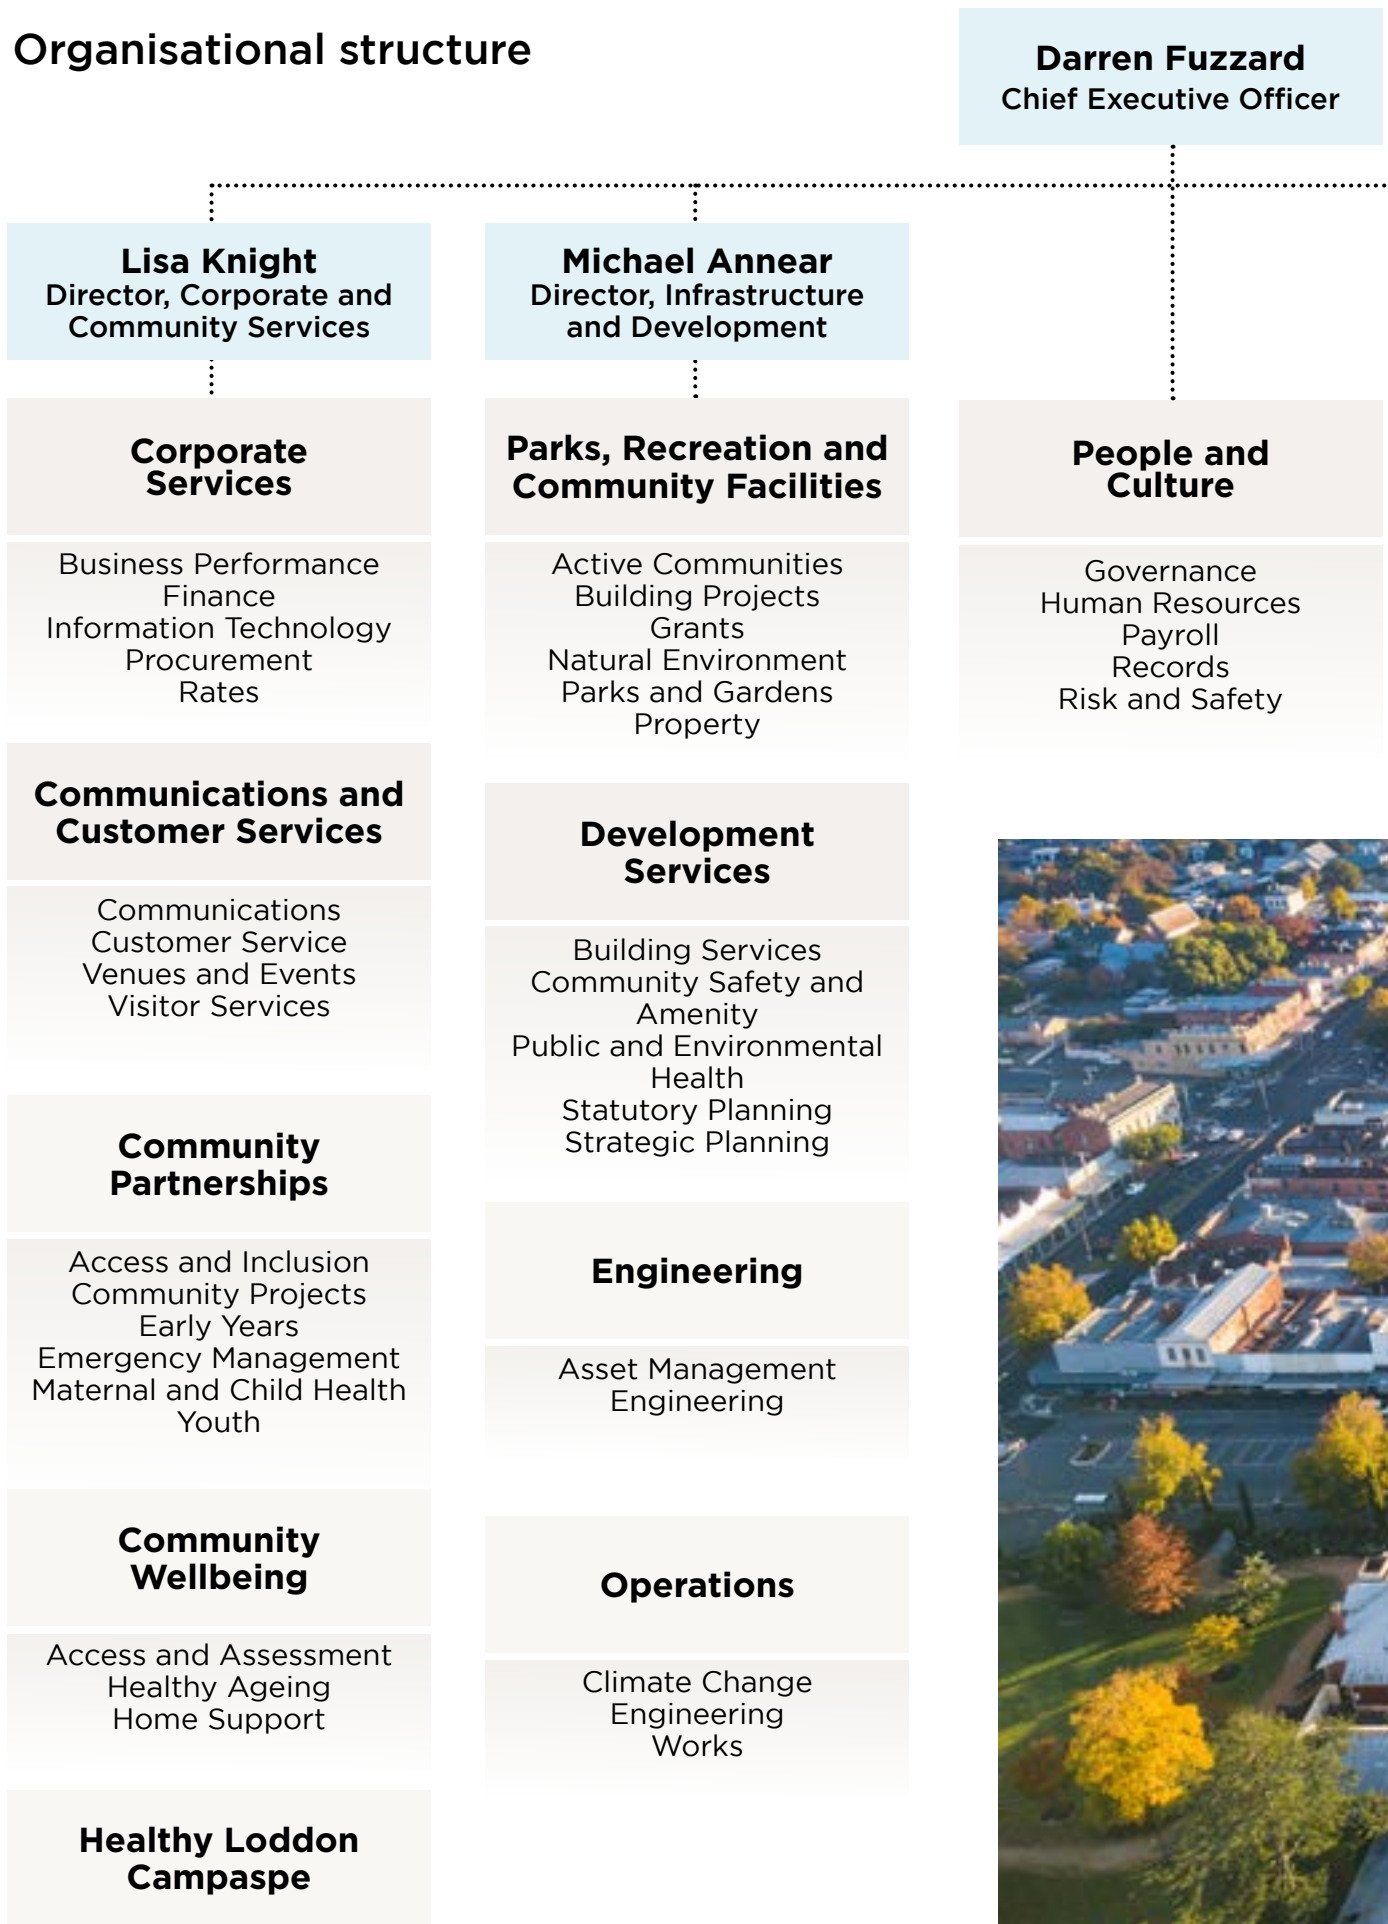 Organisational structure
Darren Fuzzard
Chief Executive Officer
Lisa Knight
Director, Corporate and
Community Services
Corporate
Services
Business Performance
Finance
Information Technology
Procurement
Rates
Communications and
Customer Services
Communications
Customer Service
Venues and Events
Visitor Services
Community
Partnerships
Access and Inclusion
Community Projects
Early Years
Emergency Management
Maternal and Child Health
Youth
Community
Wellbeing
Access and Assessment
Healthy Ageing
Home Support
Healthy Loddon
Campaspe
Michael Annear
Director, Infrastructure
and Development
Parks, Recreation and
Community Facilities
Active Communities
Building Projects
Grants
Natural Environment
Parks and Gardens
Property
Development
Services
Building Services
Community Safety and
Amenity
Public and Environmental
Health
Statutory Planning
Strategic Planning
Engineering
Asset Management
Engineering
Operations
Climate Change
Engineering
Works
People and
Culture
Governance
Human Resources
Payroll
Records
Risk and Safety